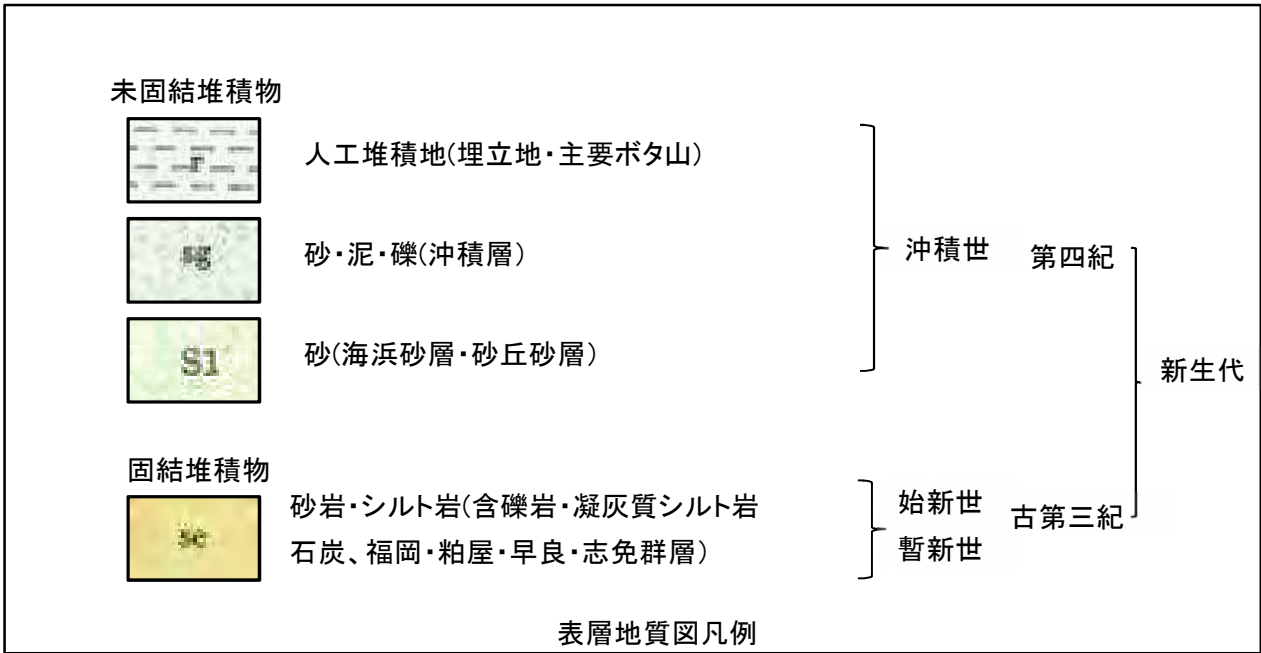 未固結堆積物
r
人工堆積地(埋立地・主要ボタ山)
sg
砂・泥・礫(沖積層)
S1
砂(海浜砂層・砂丘砂層)
沖積世
第四紀
新生代
固結堆積物
sc
砂岩・シルト岩(含礫岩・凝灰質シルト岩
石炭、福岡・粕屋・早良・志免群層)
始新世
暫新世
古第三紀
表層地質図凡例